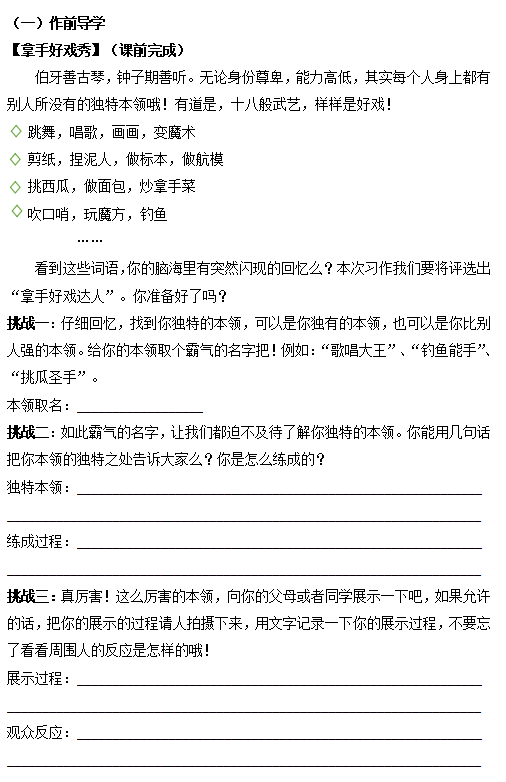 （一）作前导学
【拿手好戏秀】（课前完成）
伯牙善古琴，钟子期善听。无论身份尊卑，能力高低，其实每个人身上都有
别人所没有的独特本领哦！有道是，十八般武艺，样样是好戏！
◇ 跳舞，唱歌，画画，变魔术
◇ 剪纸，捏泥人，做标本，做航模
◇ 挑西瓜，做面包，炒拿手菜
◇ 吹口哨，玩魔方，钓鱼
……
看到这些词语，你的脑海里有突然闪现的回忆么？本次习作我们要将评选出
“拿手好戏达人”。你准备好了吗？
挑战一：仔细回忆，找到你独特的本领，可以是你独有的本领，也可以是你比别
人强的本领。给你的本领取个霸气的名字把！例如：“歌唱大王”、“钓鱼能手”、
“挑瓜圣手”。
本领取名：
挑战二：如此霸气的名字，让我们都迫不及待了解你独特的本领。你能用几句话
把你本领的独特之处告诉大家么？你是怎么练成的？
独特本领：
练成过程：
挑战三：真厉害！这么厉害的本领，向你的父母或者同学展示一下吧，如果允许
的话，把你的展示的过程请人拍摄下来，用文字记录一下你的展示过程，不要忘
了看看周围人的反应是怎样的哦！
展示过程：
观众反应：